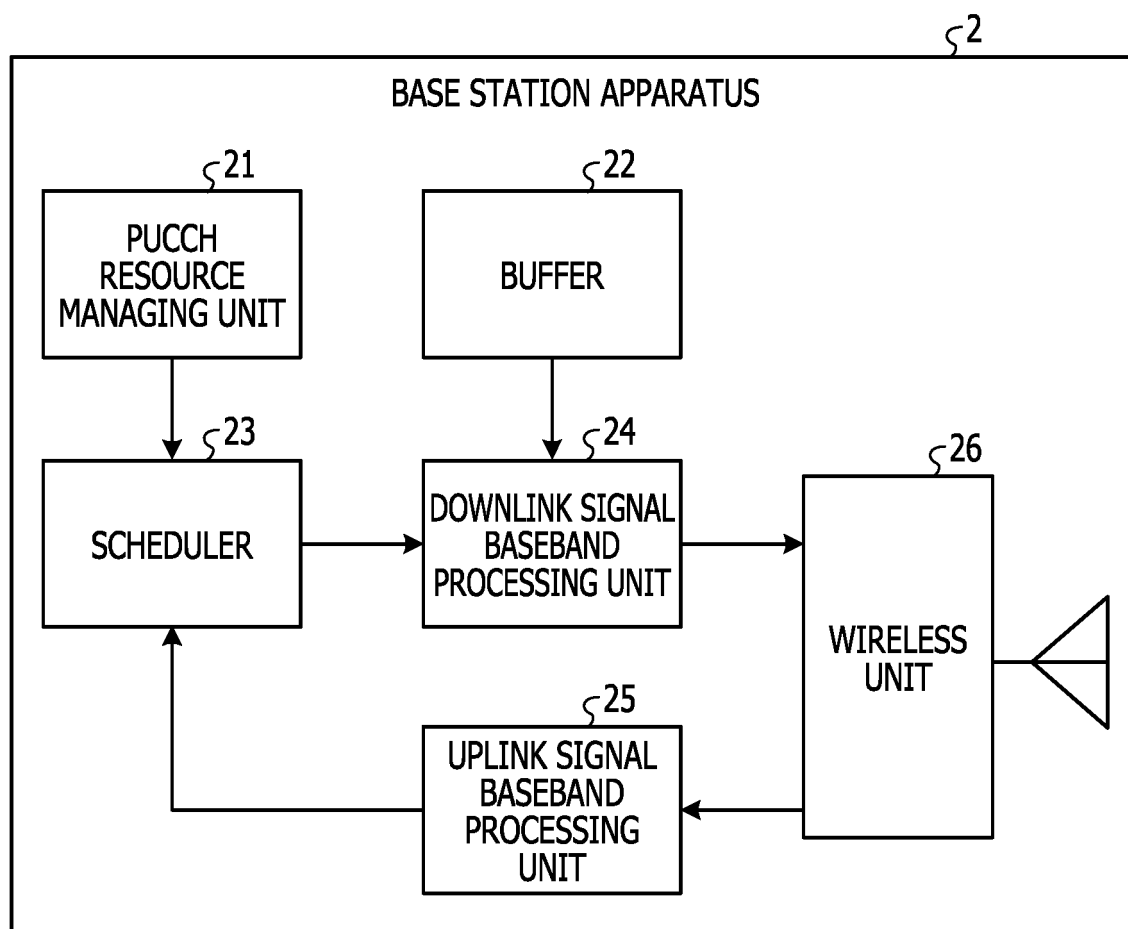 2
BASE STATION APPARATUS
21
PUCCH
RESOURCE
MANAGING UNIT
22
BUFFER
23
SCHEDULER
24
DOWNLINK SIGNAL
BASEBAND
PROCESSING UNIT
26
WIRELESS
UNIT
25
UPLINK SIGNAL
BASEBAND
PROCESSING
UNIT